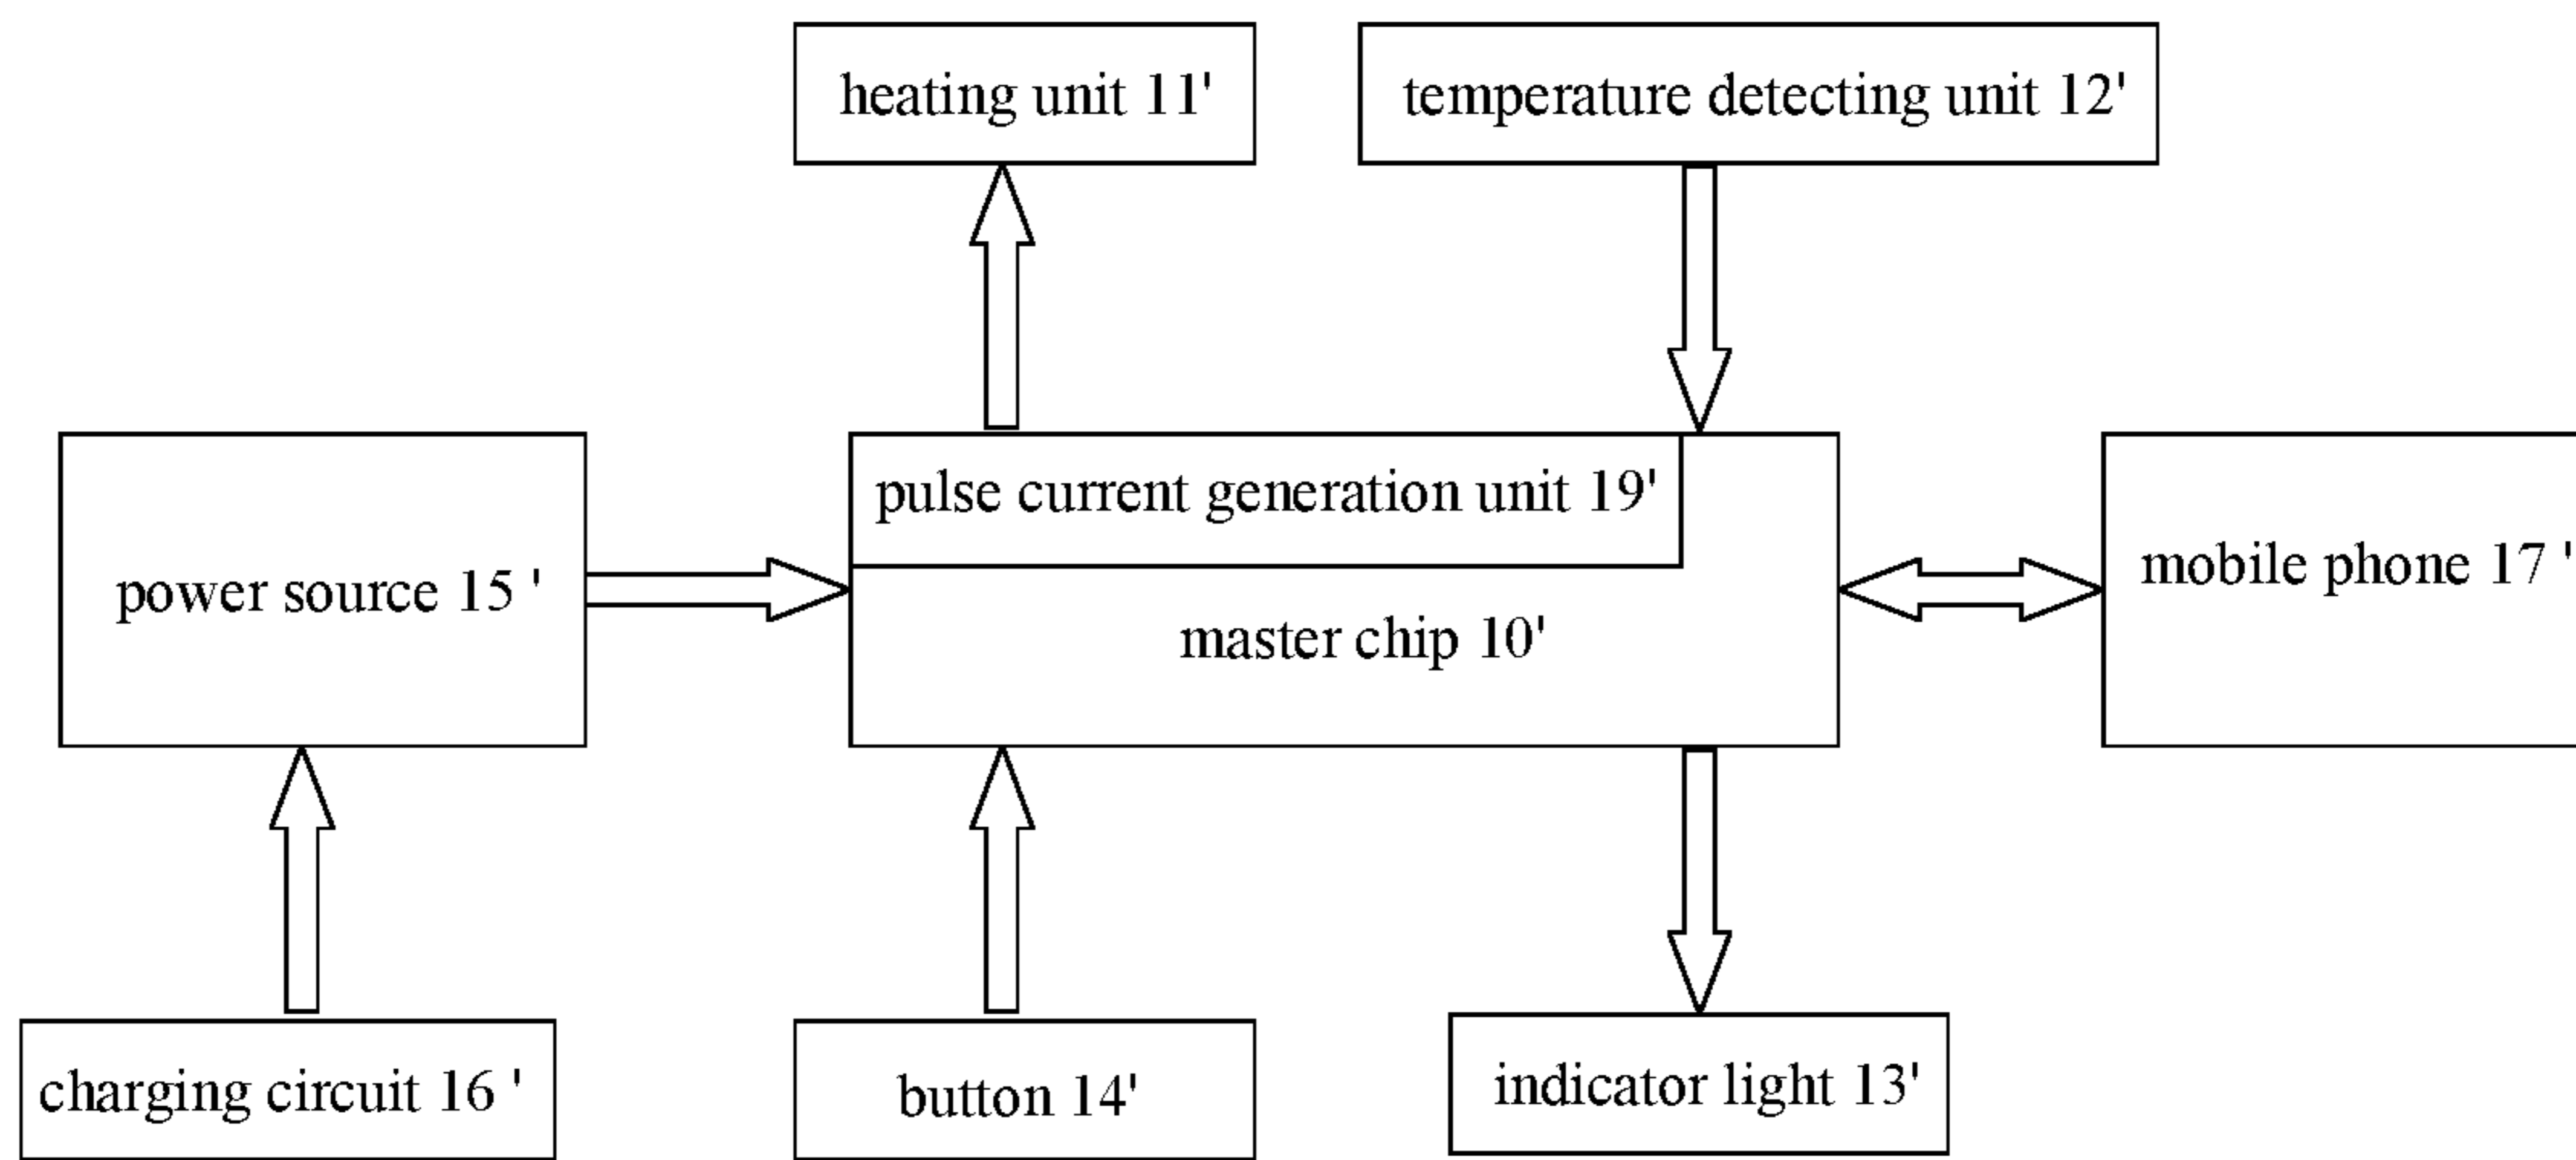 heating unit 11'
temperature detecting unit 12'
pulse current generation unit 19'
power source 15 '
master chip 10'
mobile phone 17 '
charging circuit 16 '
button 14'
indicator light 13'